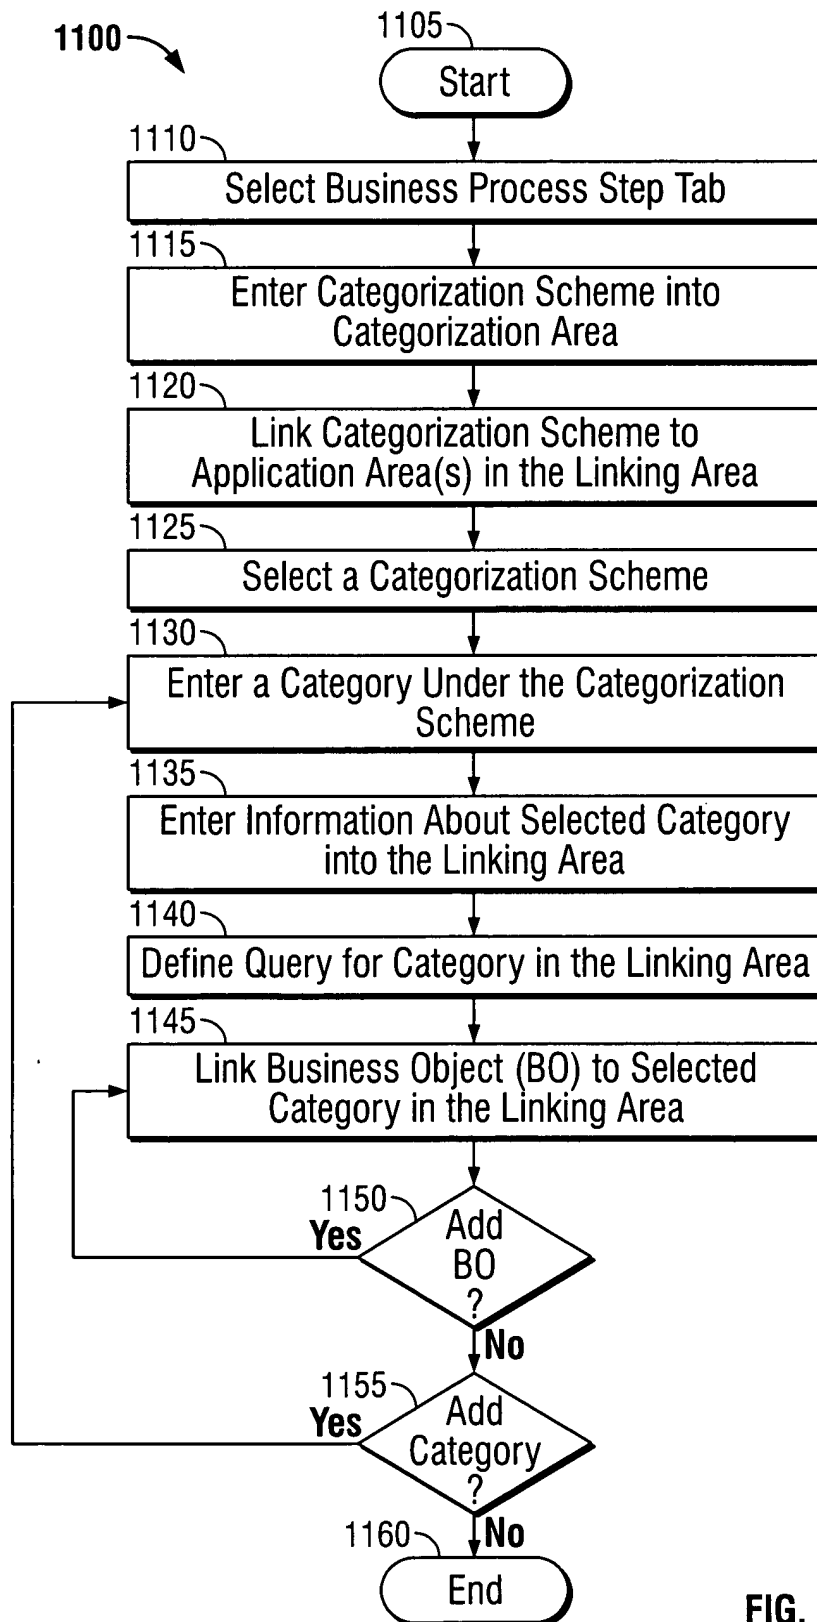 1100
1105
Start
1110
Select Business Process Step Tab
1115
Enter Categorization Scheme into
Categorization Area
1120
Link Categorization Scheme to
Application Area(s) in the Linking Area
1125
Select a Categorization Scheme
1130
Enter a Category Under the Categorization
Scheme
1135
Enter Information About Selected Category
into the Linking Area
1140
Define Query for Category in the Linking Area
1145
Link Business Object (BO) to Selected
Category in the Linking Area
1150
Yes
Add
BO
?
No
1155
Yes
Add
Category
?
No
1160
End
FIG.